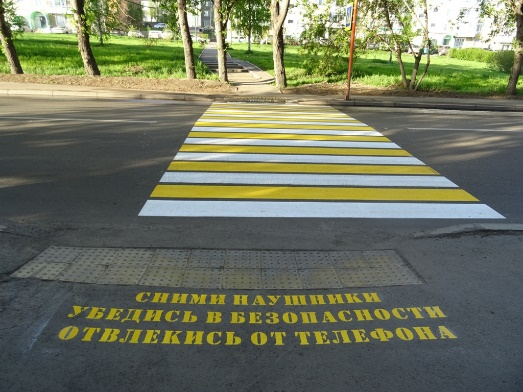 СНИМИ НАУШНИКИ
УБЕДИСЬ В БЕЗОПАСНОСТИ
ОТВЛЕКИСЬ ОТ ТЕЛЕФОНА